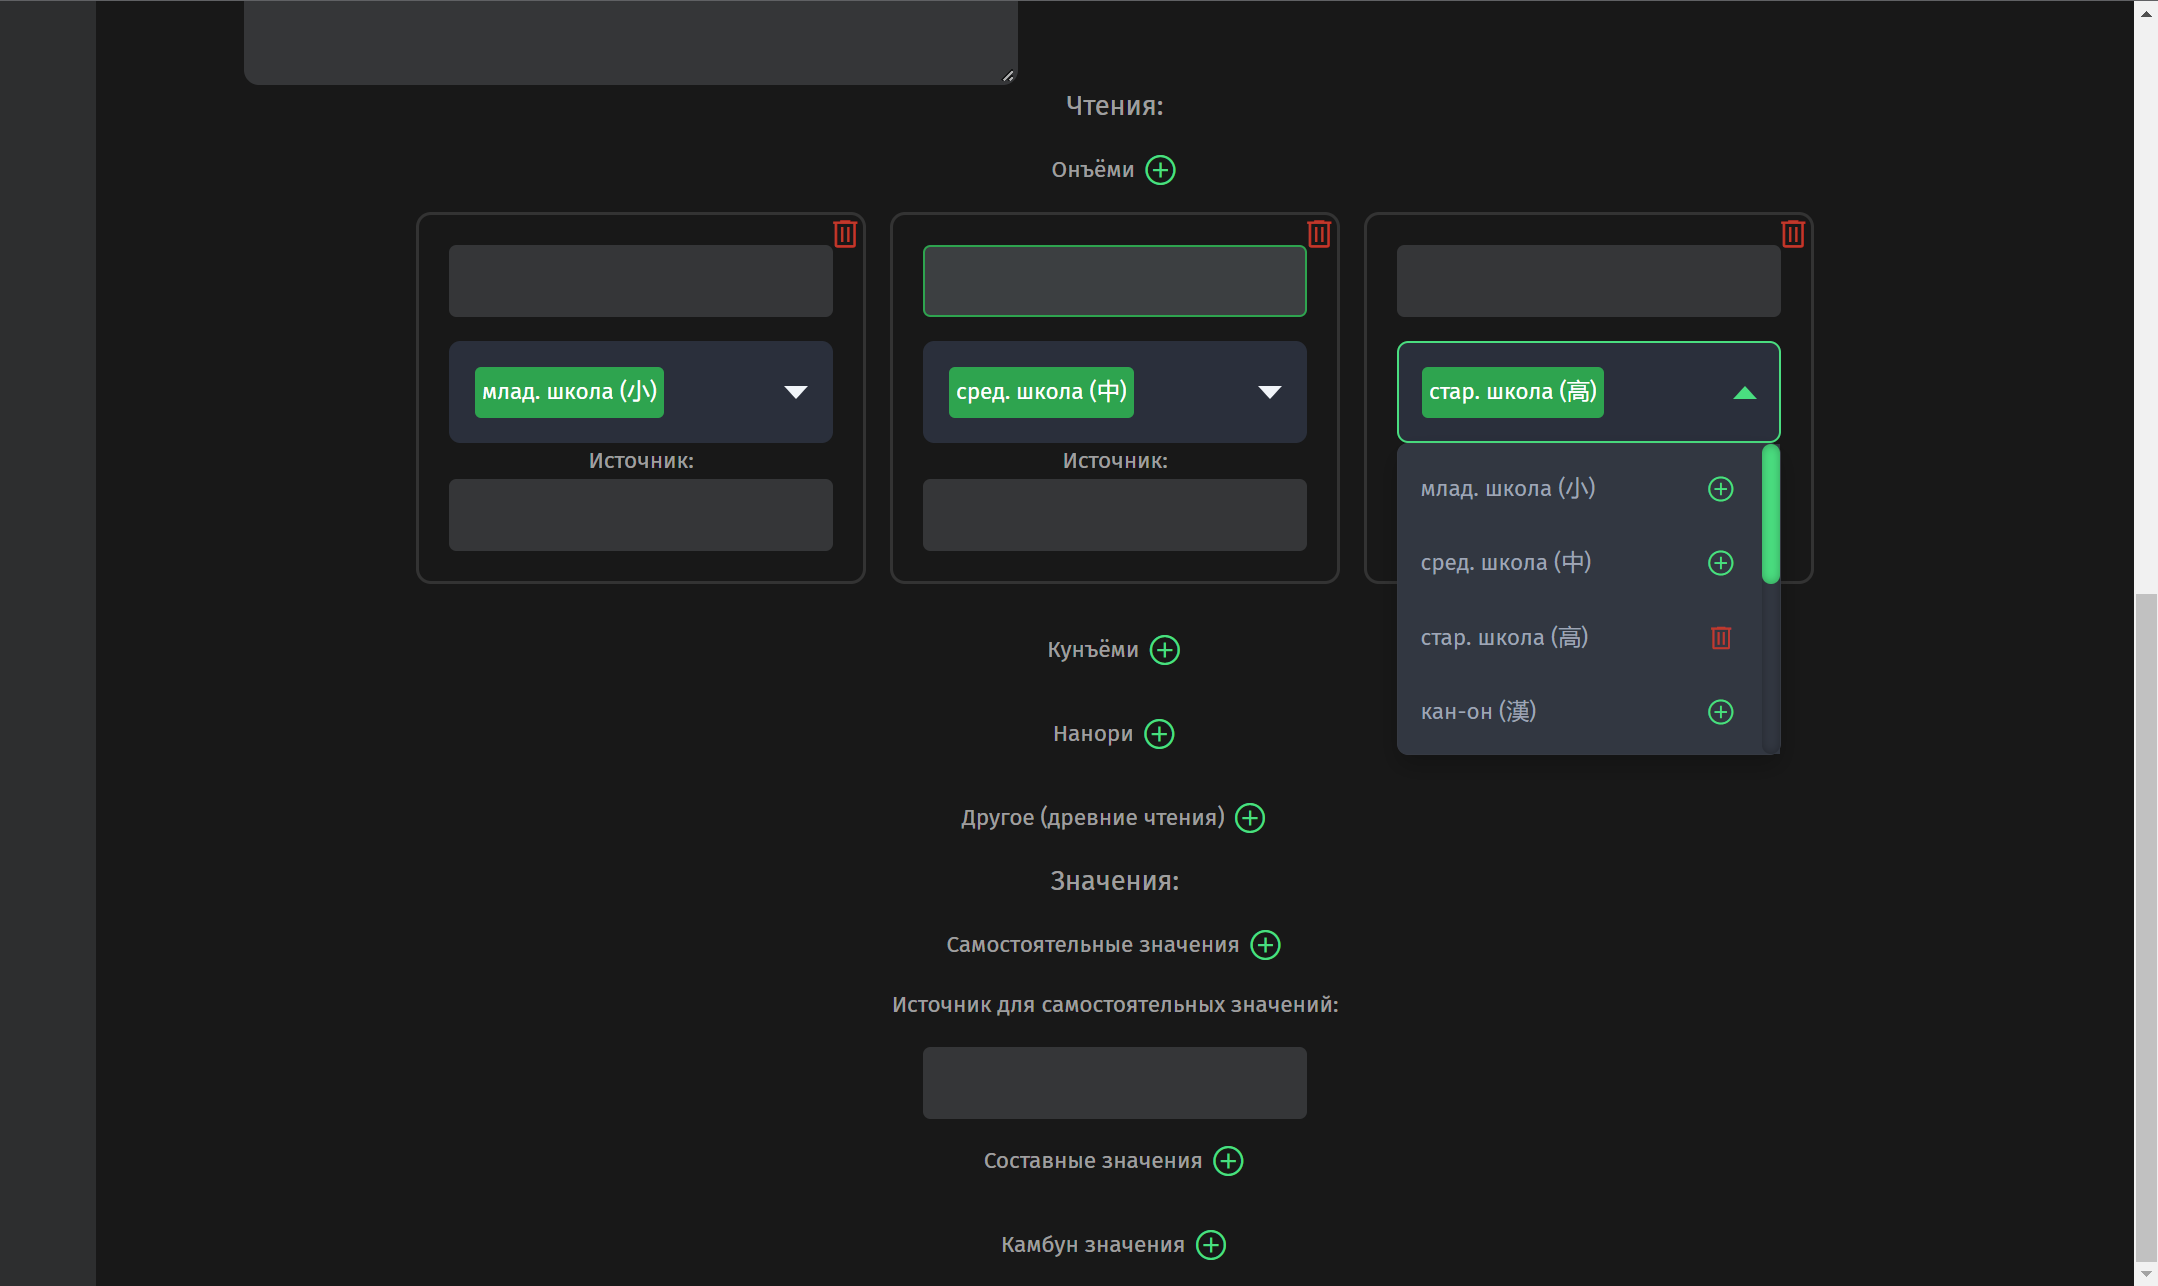 Чтения:
Онъёми
млад. школа (小)
сред. школа (中)
стар. школа (高)
Источник:
Источник:
млад. школа (小)
сред. школа (中)
стар. школа (高)
кан-он (漢)
Кунъёми
Нанори
Другое (древние чтения)
Значения:
Самостоятельные значения
Источник для самостоятельных значений:
Составные значения
Камбун значения